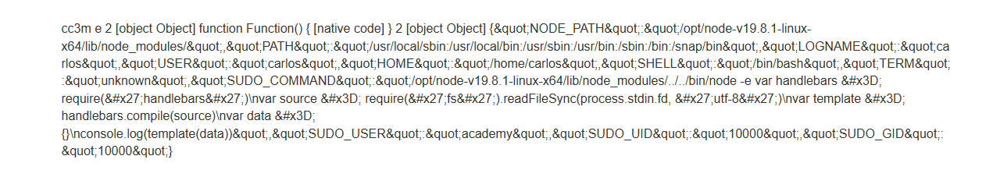 cc3m e 2 [object Object] function Function() { [native code] } 2 [object Object] {&quot;NODE_PATH&quot;:&quot;/opt/node-v19.8.1-linux-
x64/lib/node_modules/&quot;,&quot;PATH&quot;:&quot;/usr/local/sbin:/usr/local/bin:/usr/sbin:/usr/bin:/sbin:/bin:/snap/bin&quot;,&quot;LOGNAME&quot;:&quot;ca
rlos&quot;,&quot;USER&quot;:&quot;carlos&quot;,&quot;HOME&quot;:&quot;/home/carlos&quot;,&quot;SHELL&quot;:&quot;/bin/bash&quot;,&quot;TERM&quot;
:&quot;unknown&quot;,&quot;SUDO_COMMAND&quot;:&quot;/opt/node-v19.8.1-linux-x64/lib/node_modules/../../bin/node -e var handlebars &#x3D;
require(&#x27;handlebars&#x27;)\nvar source &#x3D; require(&#x27;fs&#x27;).readFileSync(process.stdin.fd, &#x27;utf-8&#x27;)\nvar template &#x3D;
handlebars.compile(source)\nvar data &#x3D;
{}\nconsole.log(template(data))&quot;,&quot;SUDO_USER&quot;:&quot;academy&quot;,&quot;SUDO_UID&quot;:&quot;10000&quot;,&quot;SUDO_GID&quot;:
&quot;10000&quot;}